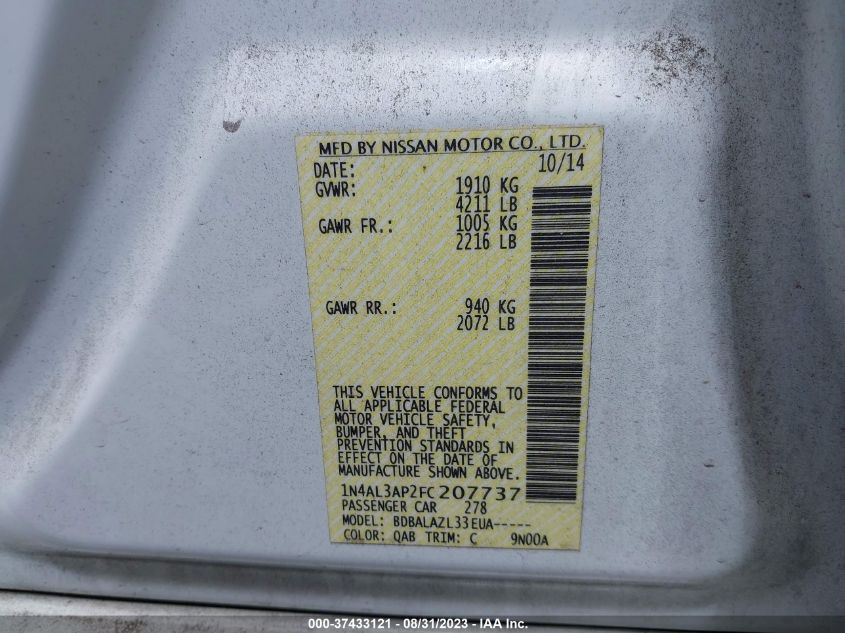 MFD BY NISSAN MOTOR CO., LTD.
DATE: 10/14
GVWR: 1910 KG
4211 LB
GAWR FR.: 1005 KG
2216 LB
GAWR RR.: 940 KG
2072 LB
THIS VEHICLE CONFORMS TO
ALL APPLICABLE FEDERAL
MOTOR VEHICLE SAFETY,
BUMPER, AND THEFT
PREVENTION STANDARDS IN
EFFECT ON THE DATE OF
MANUFACTURE SHOWN ABOVE.
1N4AL3AP2FC207737
PASSENGER CAR 278
MODEL: BDBALAZL33EUA-----
COLOR: QAB TRIM: C 9N00A
000-37433121 - 08/31/2023 - IAA Inc.